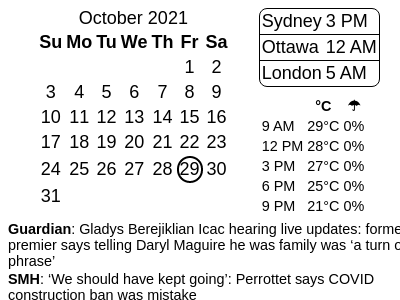 October 2021
Su Mo Tu We Th Fr Sa
1 2
3 4 5 6 7 8 9
10 11 12 13 14 15 16
17 18 19 20 21 22 23
24 25 26 27 28 29 30
31
Sydney 3 PM
Ottawa 12 AM
London 5 AM
°C ☂
9 AM 29°C 0%
12 PM 28°C 0%
3 PM 27°C 0%
6 PM 25°C 0%
9 PM 21°C 0%
Guardian: Gladys Berejiklian Icac hearing live updates: forme
premier says telling Daryl Maguire he was family was ‘a turn o
phrase’
SMH: ‘We should have kept going’: Perrottet says COVID
construction ban was mistake